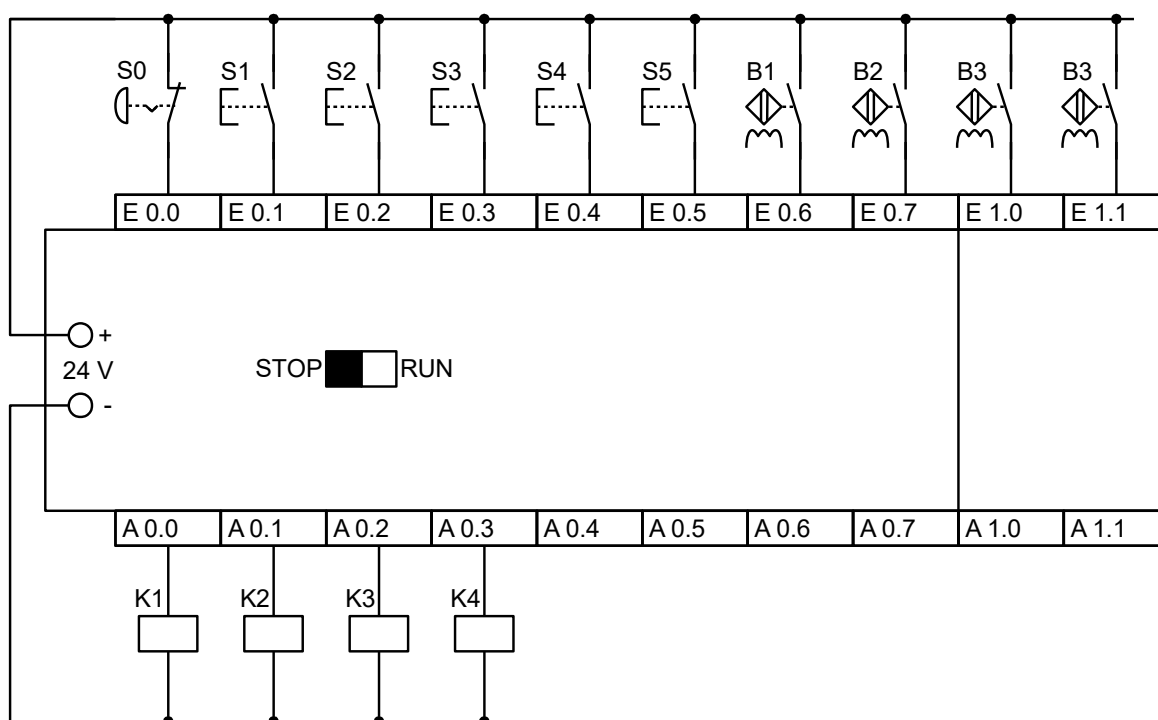 S0 S1 S2 S3 S4 S5 B1 B2 B3 B3
E 0.0 E 0.1 E 0.2 E 0.3 E 0.4 E 0.5 E 0.6 E 0.7 E 1.0 E 1.1
+
24 V STOP RUN
-
A 0.0 A 0.1 A 0.2 A 0.3 A 0.4 A 0.5 A 0.6 A 0.7 A 1.0 A 1.1
K1 K2 K3 K4